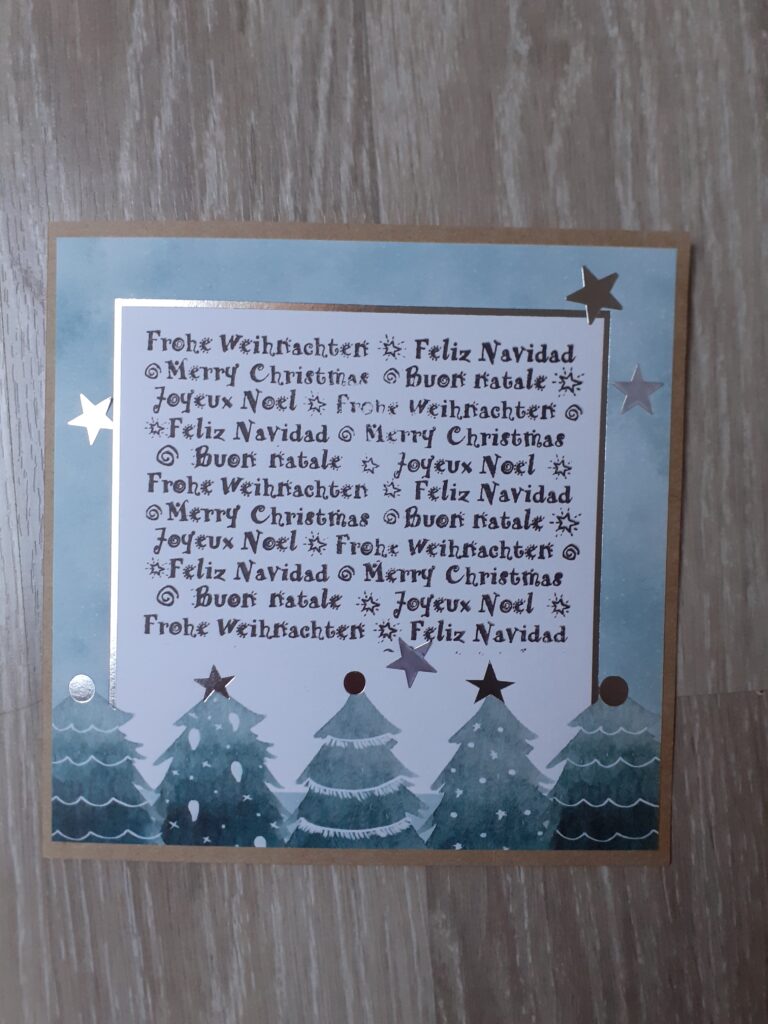 Frohe Weihnachten Feliz Navidad
Merry Christmas Buon natale
Joyeux Noel Frohe Weihnachten
Feliz Navidad Merry Christmas
Buon natale Joyeux Noel
Frohe Weihnachten Feliz Navidad
Merry Christmas Buon natale
Joyeux Noel Frohe Weihnachten
Feliz Navidad Merry Christmas
Buon natale Joyeux Noel
Frohe Weihnachten Feliz Navidad